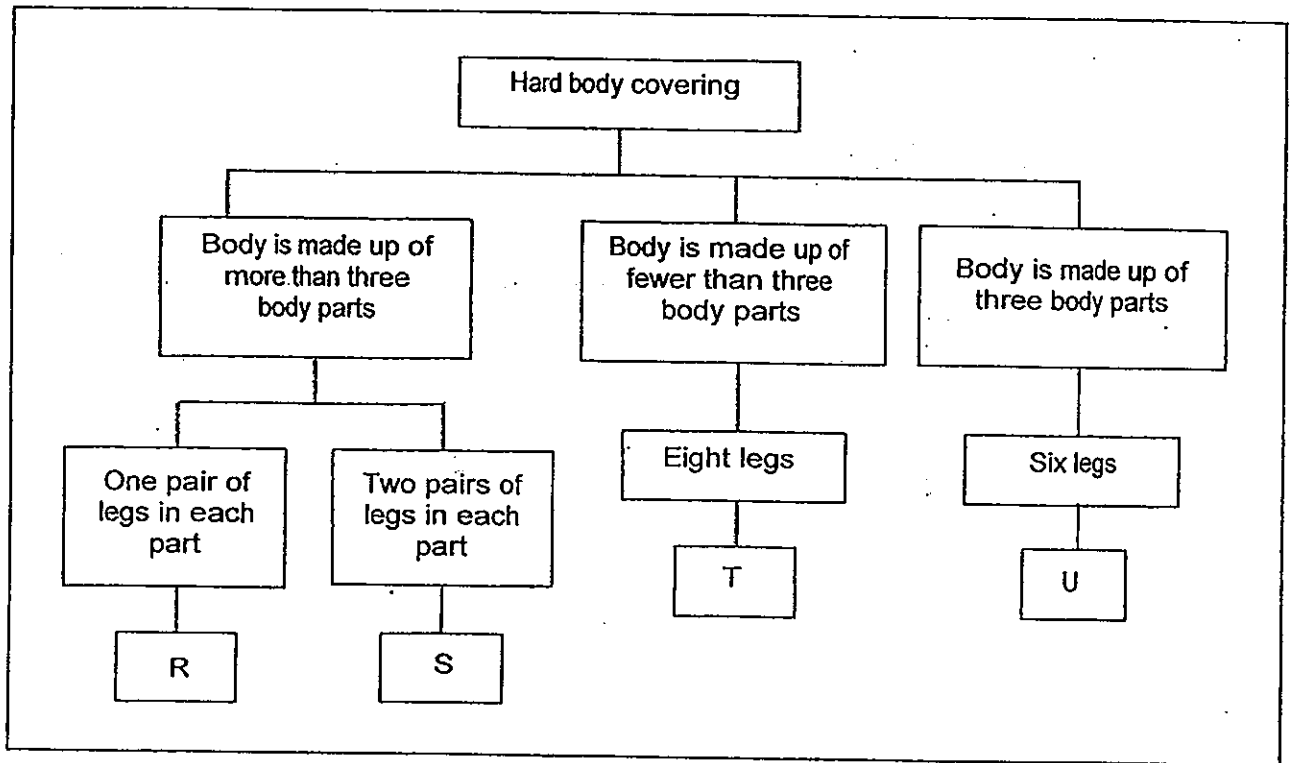 Hard body covering
Body is made up of
more than three
body parts
Body is made up of
fewer than three
body parts
Body is made up of
three body parts
One pair of
legs in each
part
Two pairs of
legs in each
part
Eight legs
Six legs
R
S
T
U